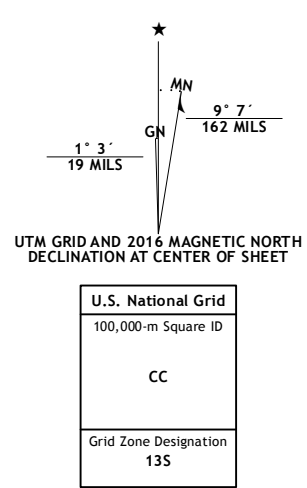 ★
MN
GN
9° 7´
162 MILS
1° 3´
19 MILS
UTM GRID AND 2016 MAGNETIC NORTH
DECLINATION AT CENTER OF SHEET
U.S. National Grid
100,000-m Square ID
CC
Grid Zone Designation
13S